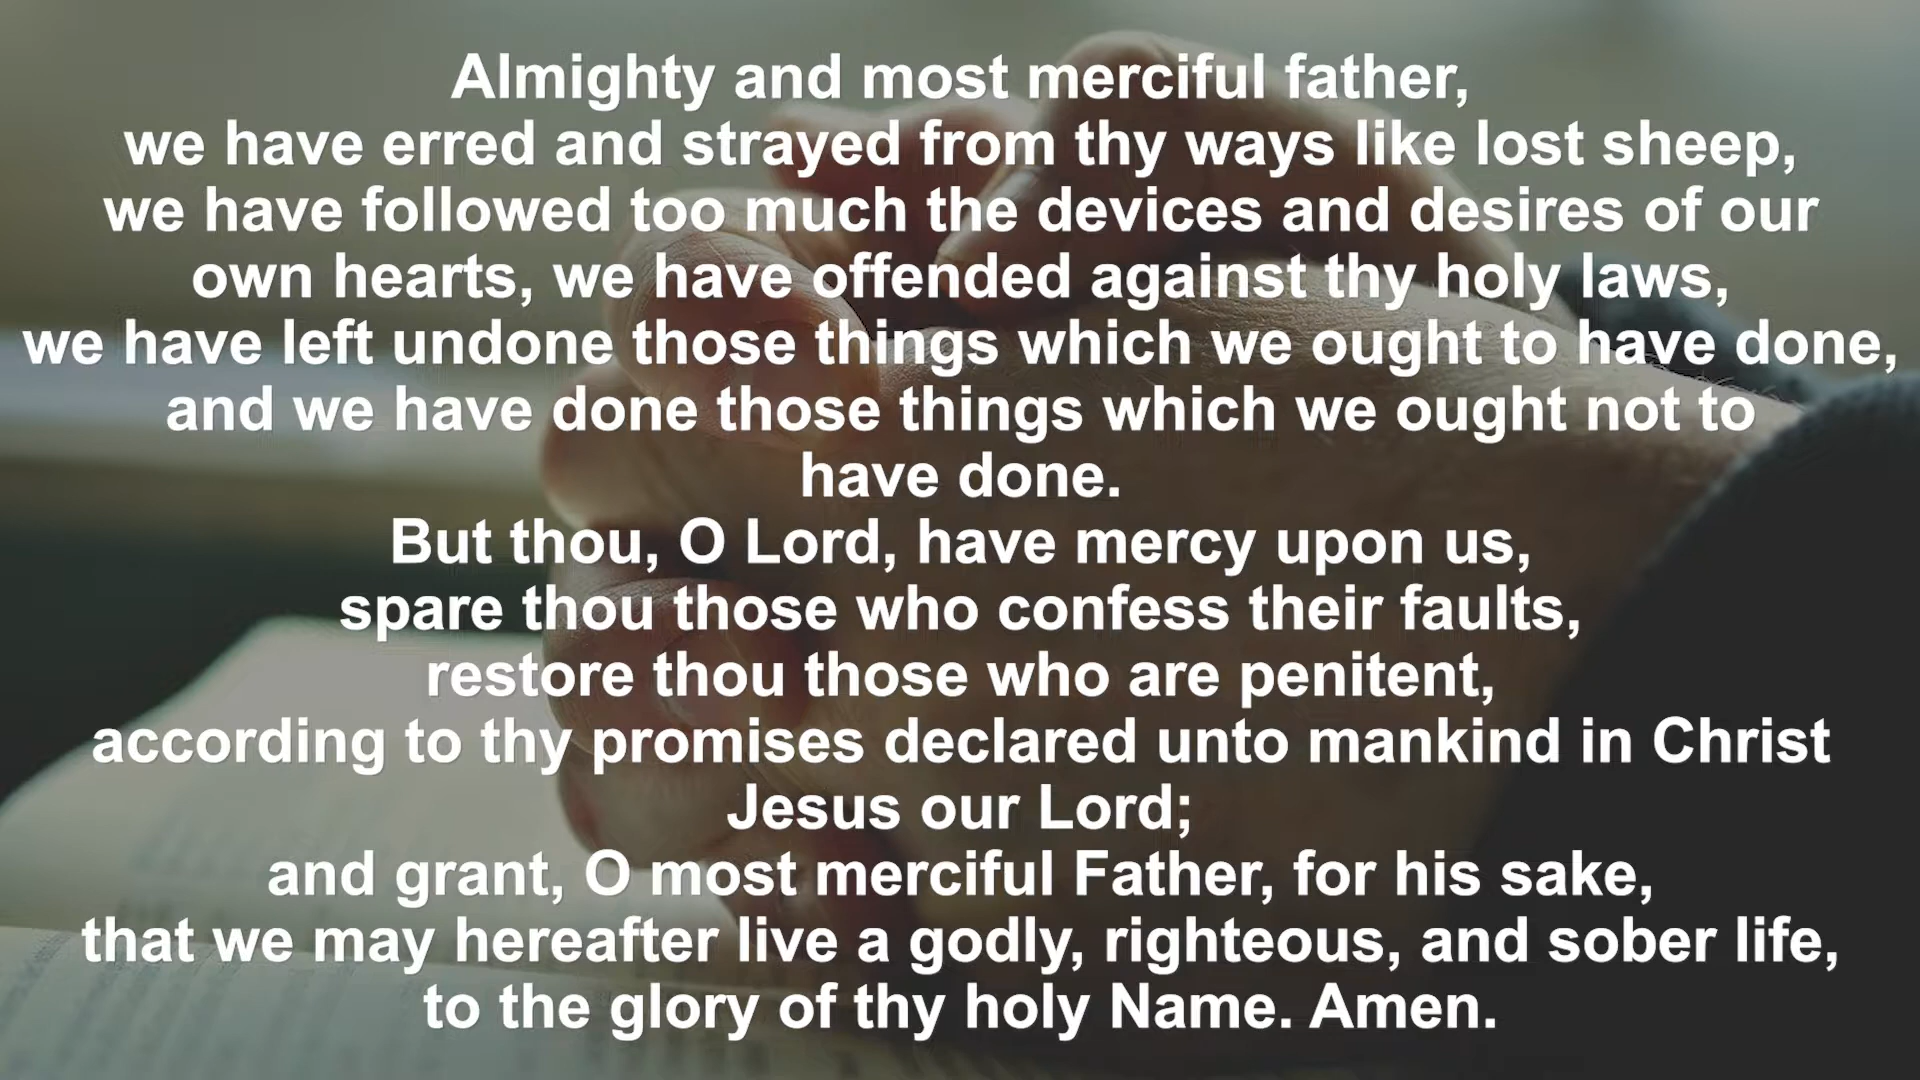 Almighty and most merciful father,
we have erred and strayed from thy ways like lost sheep,
we have followed too much the devices and desires of our
own hearts, we have offended against thy holy laws,
we have left undone those things which we ought to have done,
and we have done those things which we ought not to
have done.
But thou, O Lord, have mercy upon us,
spare thou those who confess their faults,
restore thou those who are penitent,
according to thy promises declared unto mankind in Christ
Jesus our Lord;
and grant, O most merciful Father, for his sake,
that we may hereafter live a godly, righteous, and sober life,
to the glory of thy holy Name. Amen.